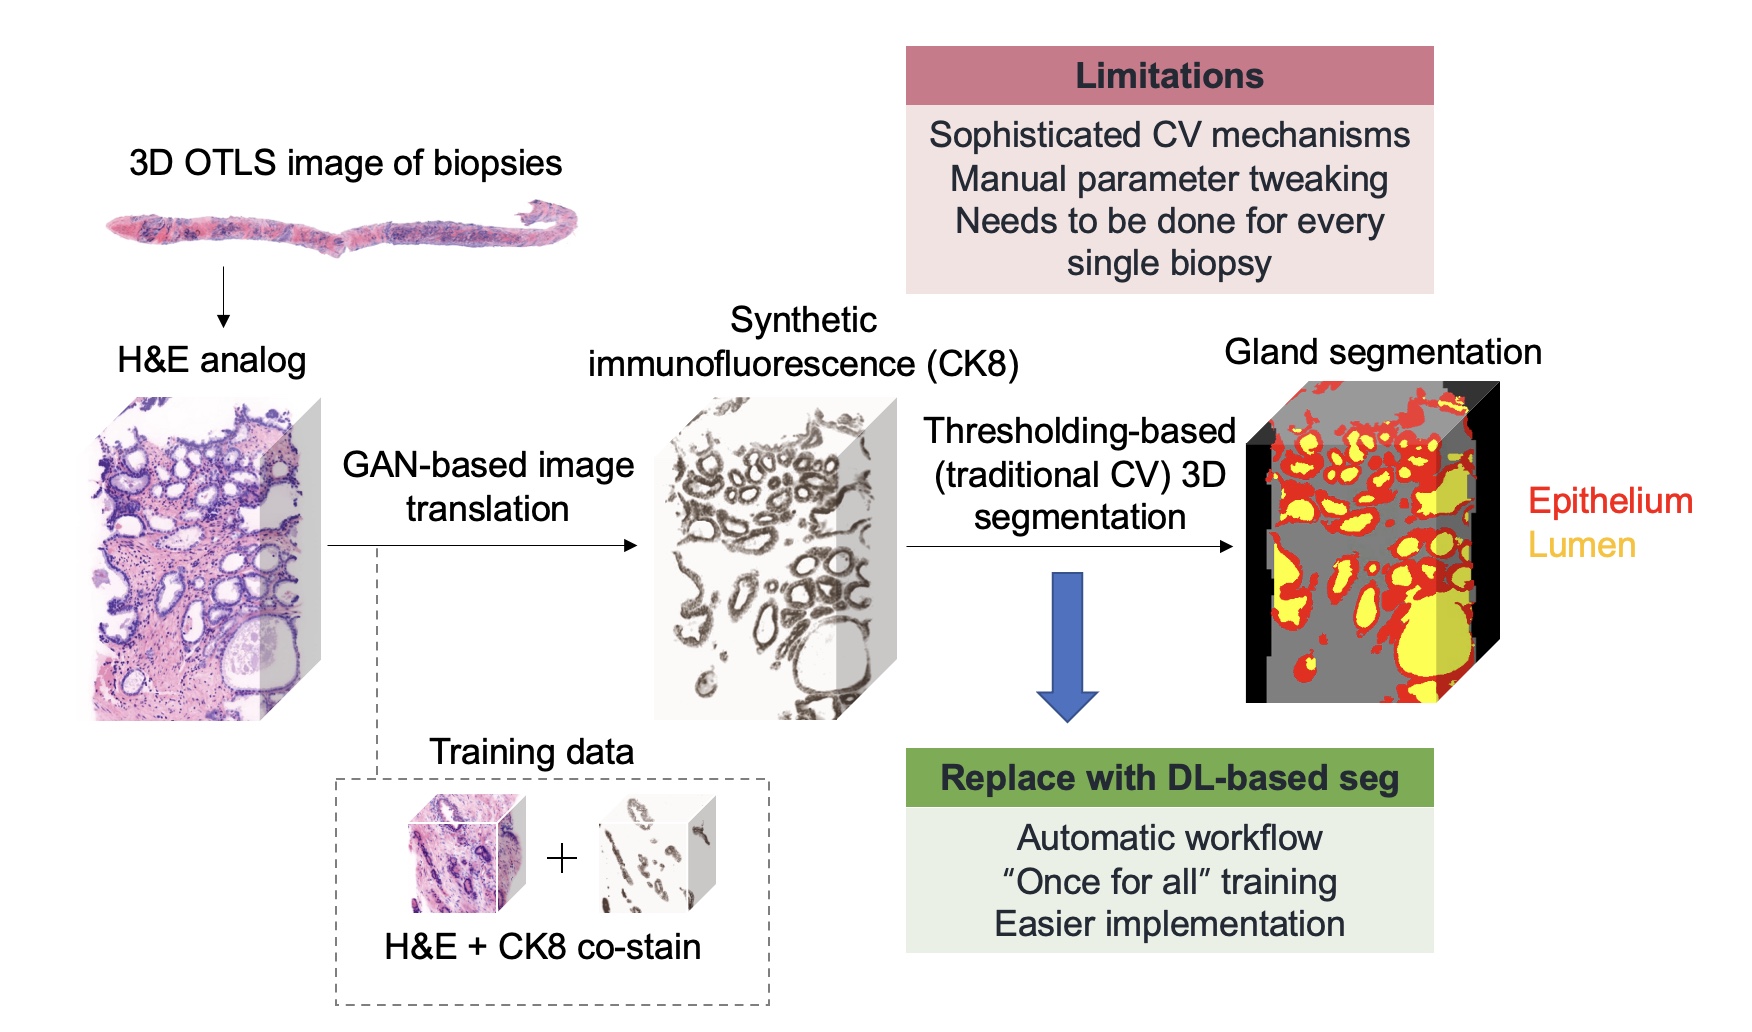 Limitations
Sophisticated CV mechanisms
Manual parameter tweaking
Needs to be done for every
single biopsy
3D OTLS image of biopsies
H&E analog
GAN-based image
translation
Synthetic
immunofluorescence (CK8)
Thresholding-based
(traditional CV) 3D
segmentation
Gland segmentation
Epithelium
Lumen
Training data
+
H&E + CK8 co-stain
Replace with DL-based seg
Automatic workflow
“Once for all” training
Easier implementation